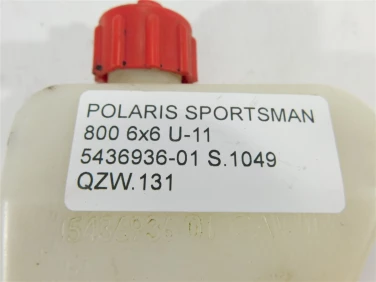 POLARIS SPORTSMAN
800 6x6 U-11
5436936-01 S.1049
QZW.131